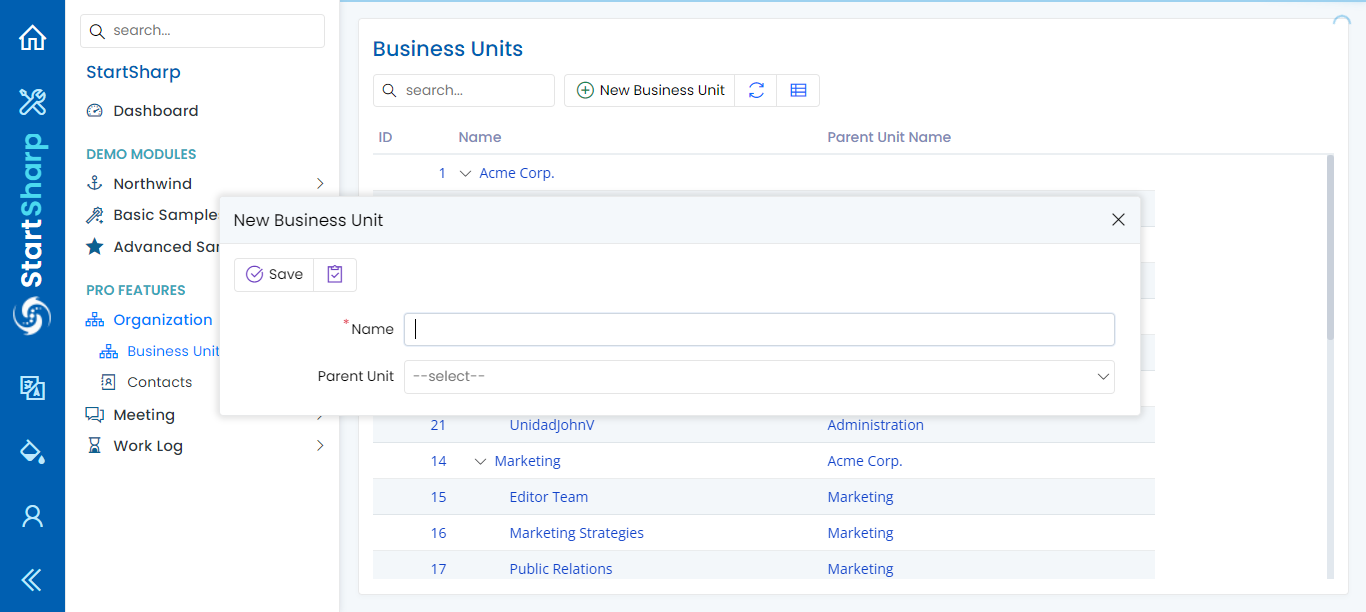 StartSharp
search...
StartSharp
Dashboard
DEMO MODULES
Northwind
Basic Sample
Advanced Sar
PRO FEATURES
Organization
Business Unit
Contacts
Meeting
Work Log
Business Units
search...
New Business Unit
ID Name Parent Unit Name
1 Acme Corp.
New Business Unit
Save
*Name
Parent Unit --select--
21 UnidadJohnV Administration
14 Marketing Acme Corp.
15 Editor Team Marketing
16 Marketing Strategies Marketing
17 Public Relations Marketing